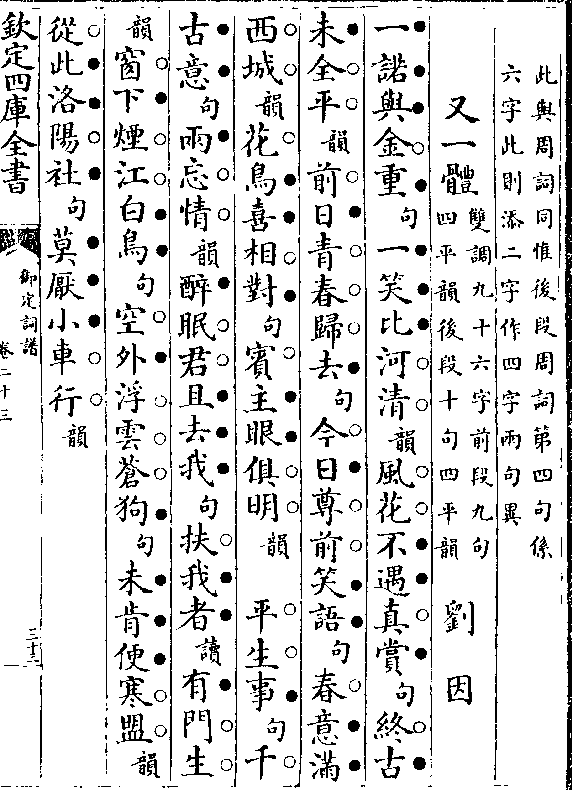 此與周詞同惟後段周詞第四句係
六字此則添二字作四字兩句異
又一體雙調九十六字前段九句四平韻後段十句四平韻 劉因
一諾與金重句一笑比河清韻風花不遇真賞句終古
未全平韻前日青春歸去句今日尊前笑語句春意滿
西城韻花鳥喜相對句賓主眼俱明韻 平生事句千
古意句兩忘情韻醉眠君且去我句扶我者讀有門生
韻窗下煙江白鳥句空外浮雲蒼狗句未肯便寒盟韻
從此洛陽社句莫厭小車行韻
欽定四庫全書
御定詞譜
卷二十三
三十三